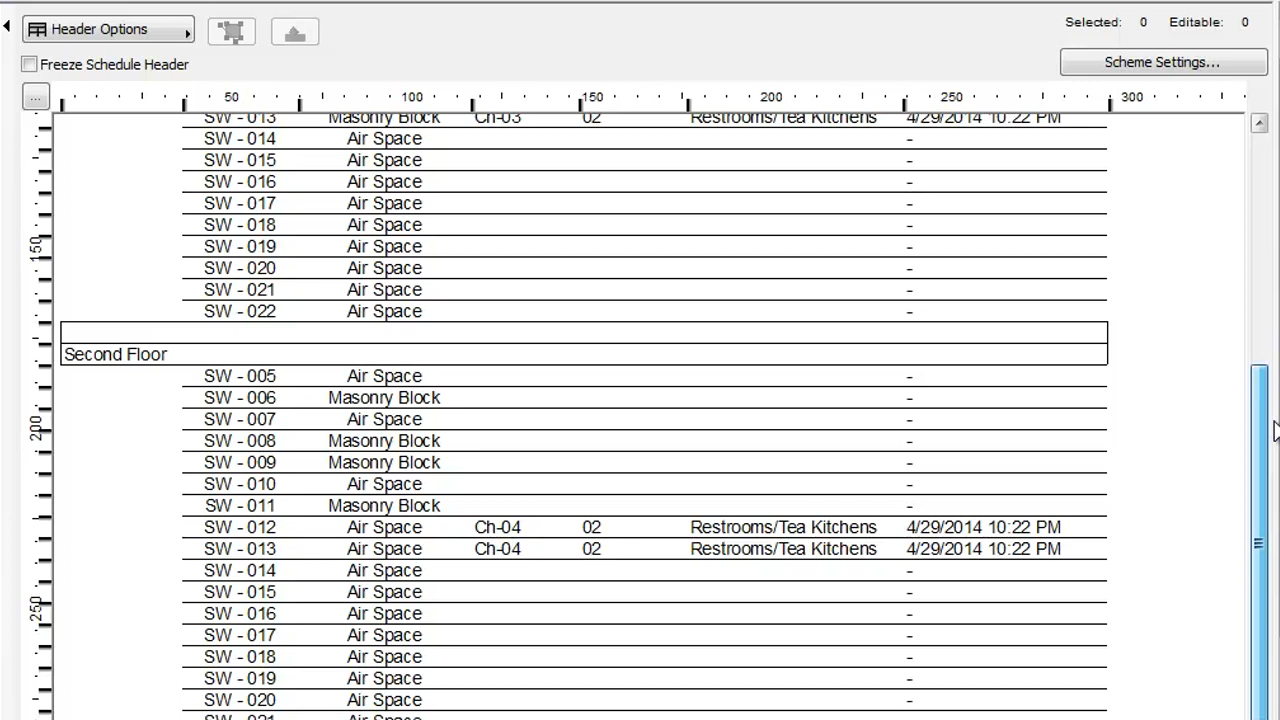 Header Options
Selected: 0 Editable: 0
Freeze Schedule Header
Scheme Settings...
... 50 100 150 200 250 300
SW - 013 Masonry Block Ch-03 02 Restrooms/Tea Kitchens 4/29/2014 10:22 PM
SW - 014 Air Space -
SW - 015 Air Space -
SW - 016 Air Space -
SW - 017 Air Space -
SW - 018 Air Space -
150
SW - 019 Air Space -
SW - 020 Air Space -
SW - 021 Air Space -
SW - 022 Air Space -
Second Floor
SW - 005 Air Space -
SW - 006 Masonry Block -
SW - 007 Air Space -
200
SW - 008 Masonry Block -
SW - 009 Masonry Block -
SW - 010 Air Space -
SW - 011 Masonry Block -
SW - 012 Air Space Ch-04 02 Restrooms/Tea Kitchens 4/29/2014 10:22 PM
SW - 013 Air Space Ch-04 02 Restrooms/Tea Kitchens 4/29/2014 10:22 PM
SW - 014 Air Space -
SW - 015 Air Space -
250
SW - 016 Air Space -
SW - 017 Air Space -
SW - 018 Air Space -
SW - 019 Air Space -
SW - 020 Air Space -
SW - 021 Air Space